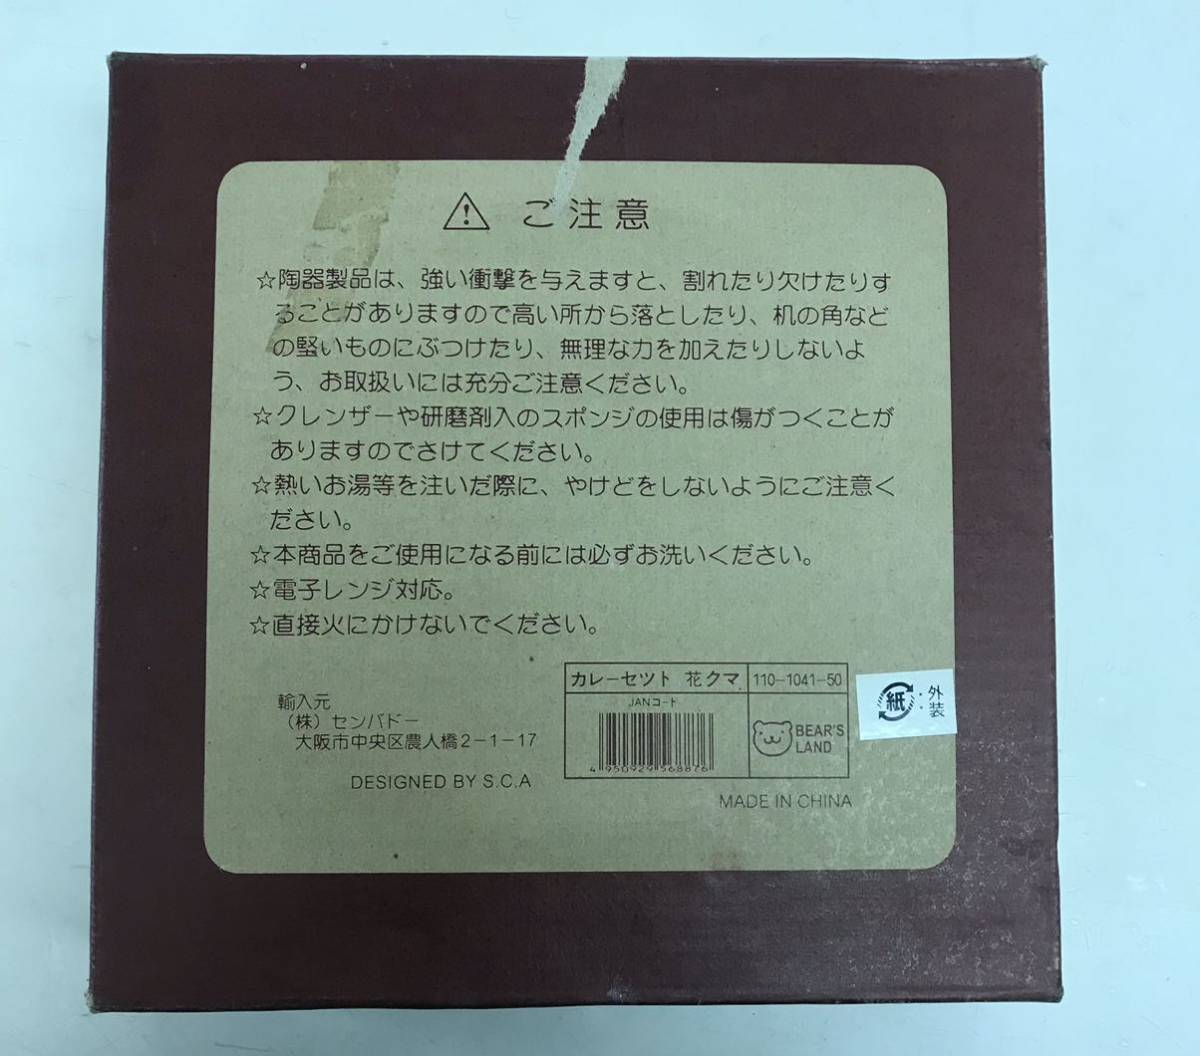 ご注意
☆陶器製品は、強い衝撃を与えますと、割れたり欠けたりす
ることがありますので高い所から落としたり、机の角など
の堅いものにぶつけたり、無理な力を加えたりしないよ
う、お取扱いには充分ご注意ください。
☆クレンザーや研磨剤入のスポンジの使用は傷がつくことが
ありますのでさけてください。
☆熱いお湯等を注いだ際に、やけどをしないようにご注意く
ださい。
☆本商品をご使用になる前には必ずお洗いください。
☆電子レンジ対応。
☆直接火にかけないでください。
輸入元
(株) センバドー
大阪市中央区農人橋2-1-17
DESIGNED BY S.C.A
カレーセツト 花クマ
110-1041-50
JANコード
4 950929 568876
BEAR'S
LAND
MADE IN CHINA
紙
外装